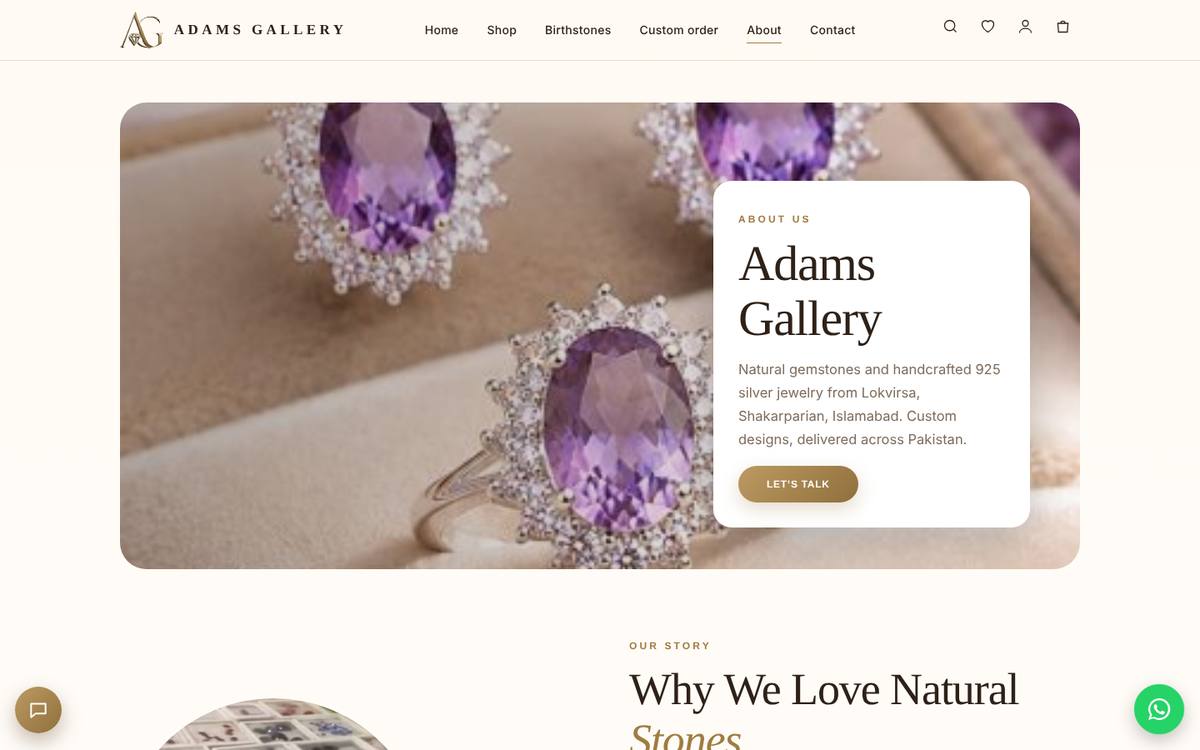 AG
ADAMS GALLERY
Home
Shop
Birthstones
Custom order
About
Contact
ABOUT US
Adams
Gallery
Natural gemstones and handcrafted 925
silver jewelry from Lokvirsa,
Shakarparian, Islamabad. Custom
designs, delivered across Pakistan.
LET'S TALK
OUR STORY
Why We Love Natural
Stones